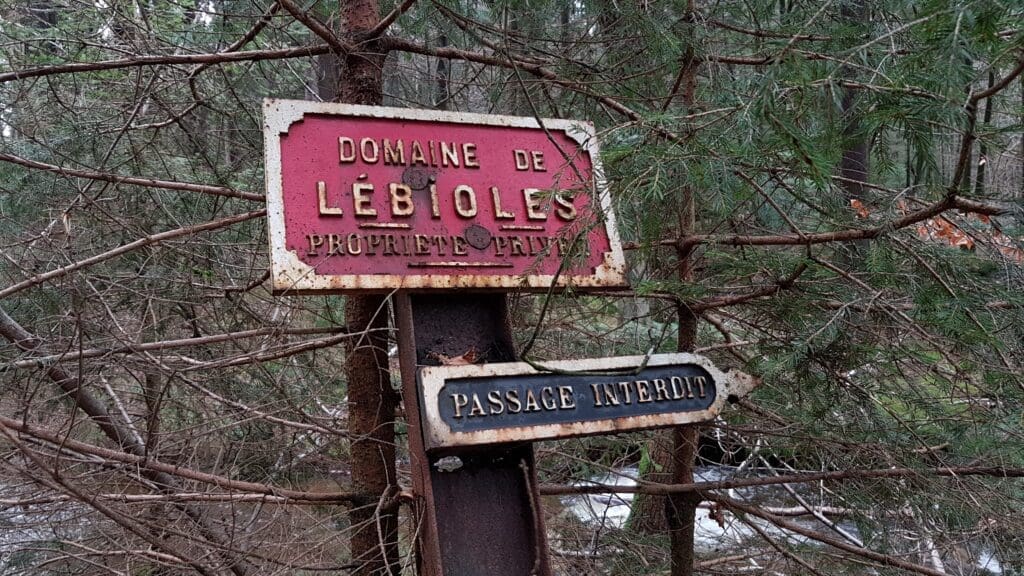 DOMAINE DE
LÉBIOLES
PROPRIETE PRIVEE
PASSAGE INTERDIT